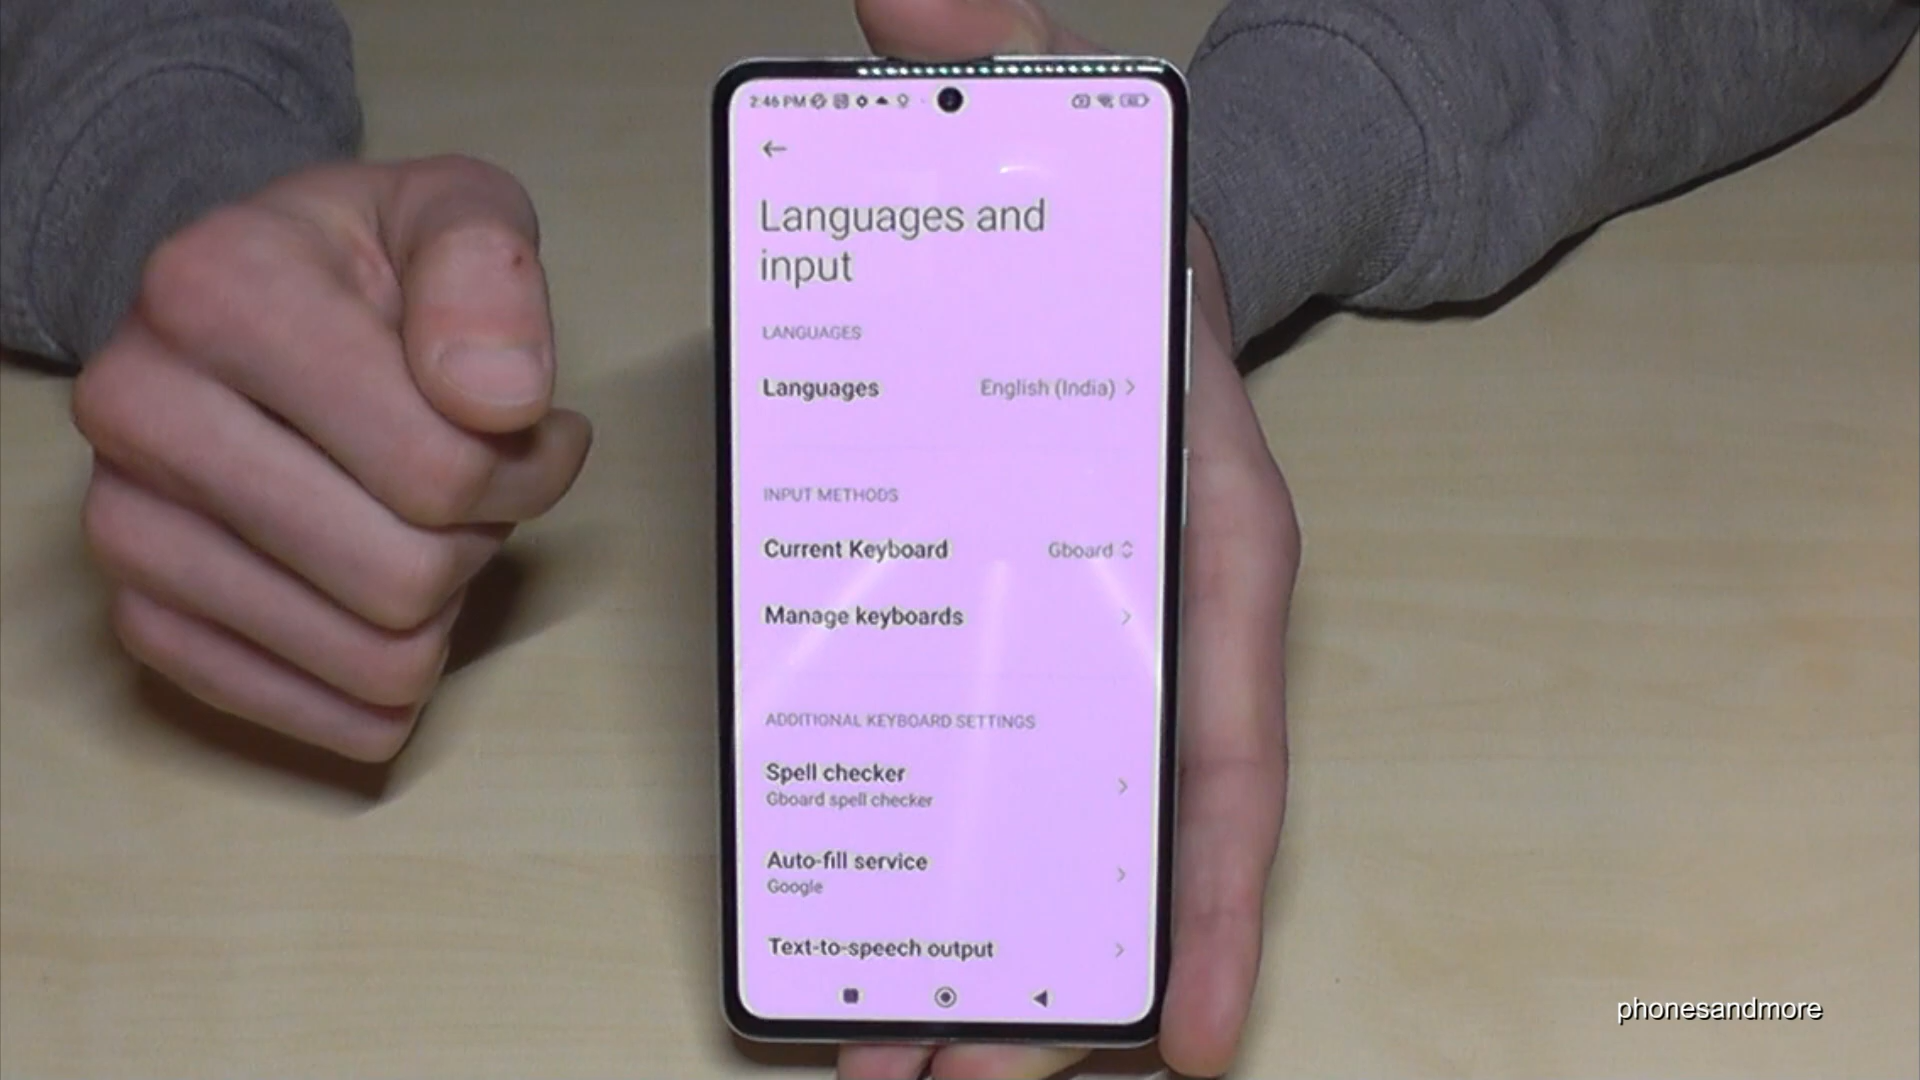 2:46 PM
Languages and
input
LANGUAGES
Languages English (India)
INPUT METHODS
Current Keyboard Gboard
Manage keyboards
ADDITIONAL KEYBOARD SETTINGS
Spell checker
Gboard spell checker
Auto-fill service
Google
Text-to-speech output
phonesandmore